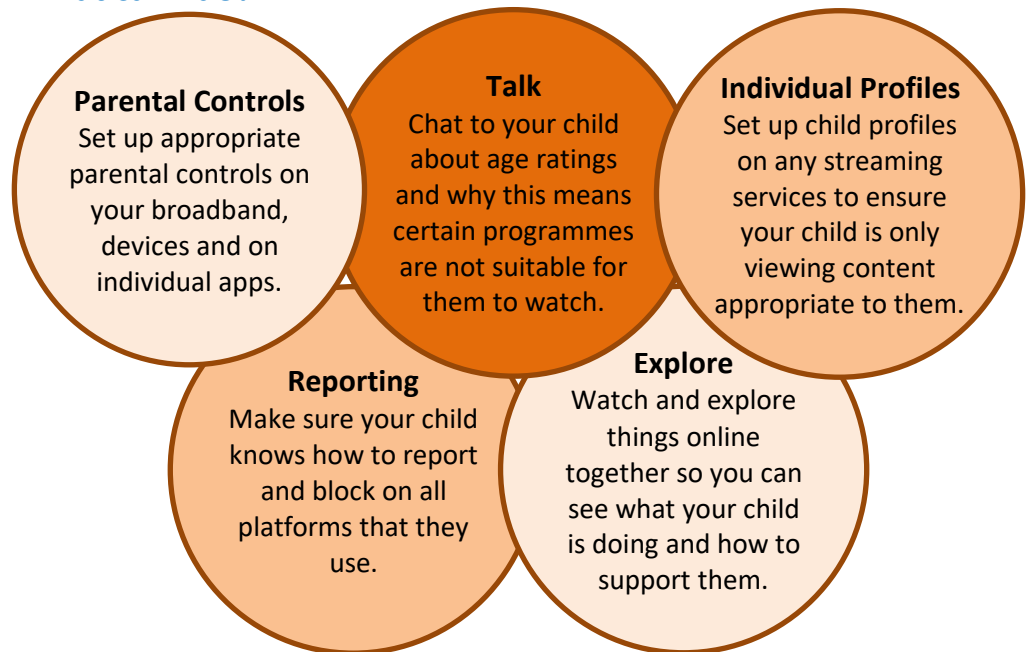 Parental Controls
Set up appropriate
parental controls on
your broadband,
devices and on
individual apps.
Talk
Chat to your child
about age ratings
and why this means
certain programmes
are not suitable for
them to watch.
Individual Profiles
Set up child profiles
on any streaming
services to ensure
your child is only
viewing content
appropriate to them.
Reporting
Make sure your child
knows how to report
and block on all
platforms that they
use.
Explore
Watch and explore
things online
together so you can
see what your child
is doing and how to
support them.